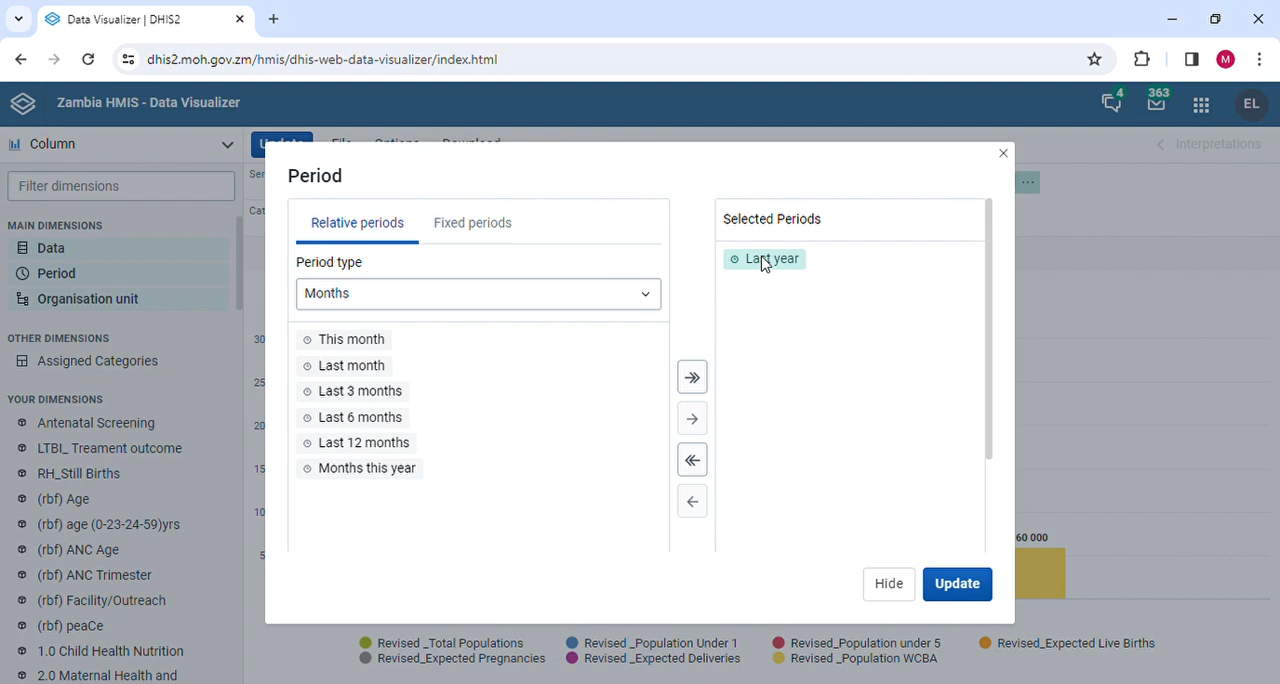 Data Visualizer | DHIS2
dhis2.moh.gov.zm/hmis/dhis-web-data-visualizer/index.html
M
Zambia HMIS - Data Visualizer
4
363
EL
Column
File Options Download
Interpretations
Filter dimensions
MAIN DIMENSIONS
Data
Period
Organisation unit
OTHER DIMENSIONS
Assigned Categories
YOUR DIMENSIONS
Antenatal Screening
LTBI_ Treament outcome
RH_Still Births
(rbf) Age
(rbf) age (0-23-24-59)yrs
(rbf) ANC Age
(rbf) ANC Trimester
(rbf) Facility/Outreach
(rbf) peaCe
1.0 Child Health Nutrition
2.0 Maternal Health and
Period
Relative periods
Fixed periods
Period type
Months
This month
Last month
Last 3 months
Last 6 months
Last 12 months
Months this year
Selected Periods
Last year
Hide
Update
60 000
Revised _Total Populations
Revised _Population Under 1
Revised_Population under 5
Revised_Expected Live Births
Revised_Expected Pregnancies
Revised _Expected Deliveries
Revised _Population WCBA